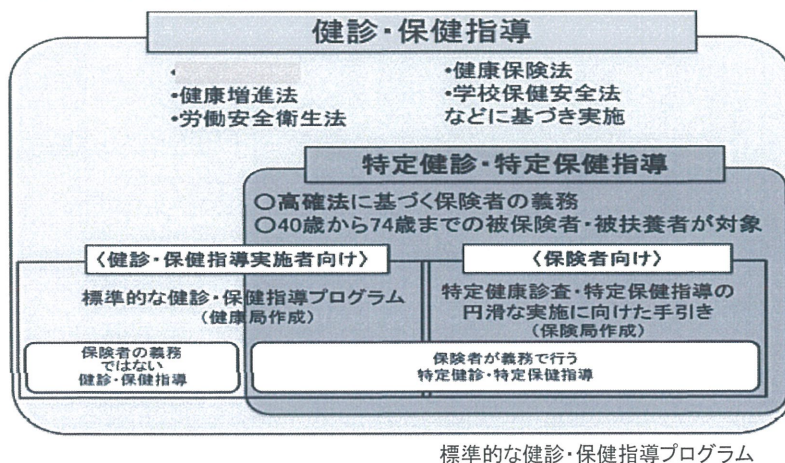 健診・保健指導
・
・健康増進法
・労働安全衛生法
・健康保険法
・学校保健安全法
などに基づき実施
特定健診・特定保健指導
○高確法に基づく保険者の義務
○40歳から74歳までの被保険者・被扶養者が対象
〈健診・保健指導実施者向け〉
標準的な健診・保健指導プログラム
(健康局作成)
〈保険者向け〉
特定健康診査・特定保健指導の
円滑な実施に向けた手引き
(保険局作成)
保険者の義務
ではない
健診・保健指導
保険者が義務で行う
特定健診・特定保健指導
標準的な健診・保健指導プログラム